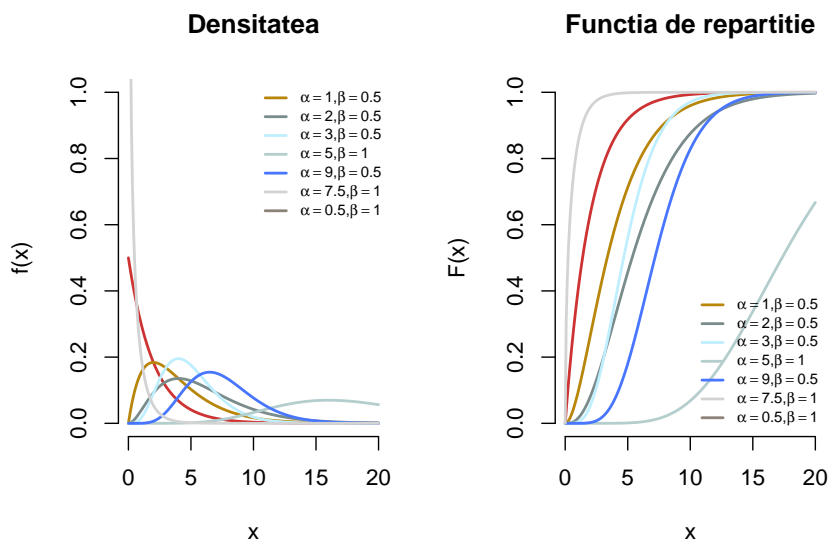 Densitatea
f(x)
1.0
0.8
0.6
0.4
0.2
0.0
α = 1,β = 0.5
α = 2,β = 0.5
α = 3,β = 0.5
α = 5,β = 1
α = 9,β = 0.5
α = 7.5,β = 1
α = 0.5,β = 1
0 5 10 15 20
x
Functia de repartitie
F(x)
1.0
0.8
0.6
0.4
0.2
0.0
α = 1,β = 0.5
α = 2,β = 0.5
α = 3,β = 0.5
α = 5,β = 1
α = 9,β = 0.5
α = 7.5,β = 1
α = 0.5,β = 1
0 5 10 15 20
x